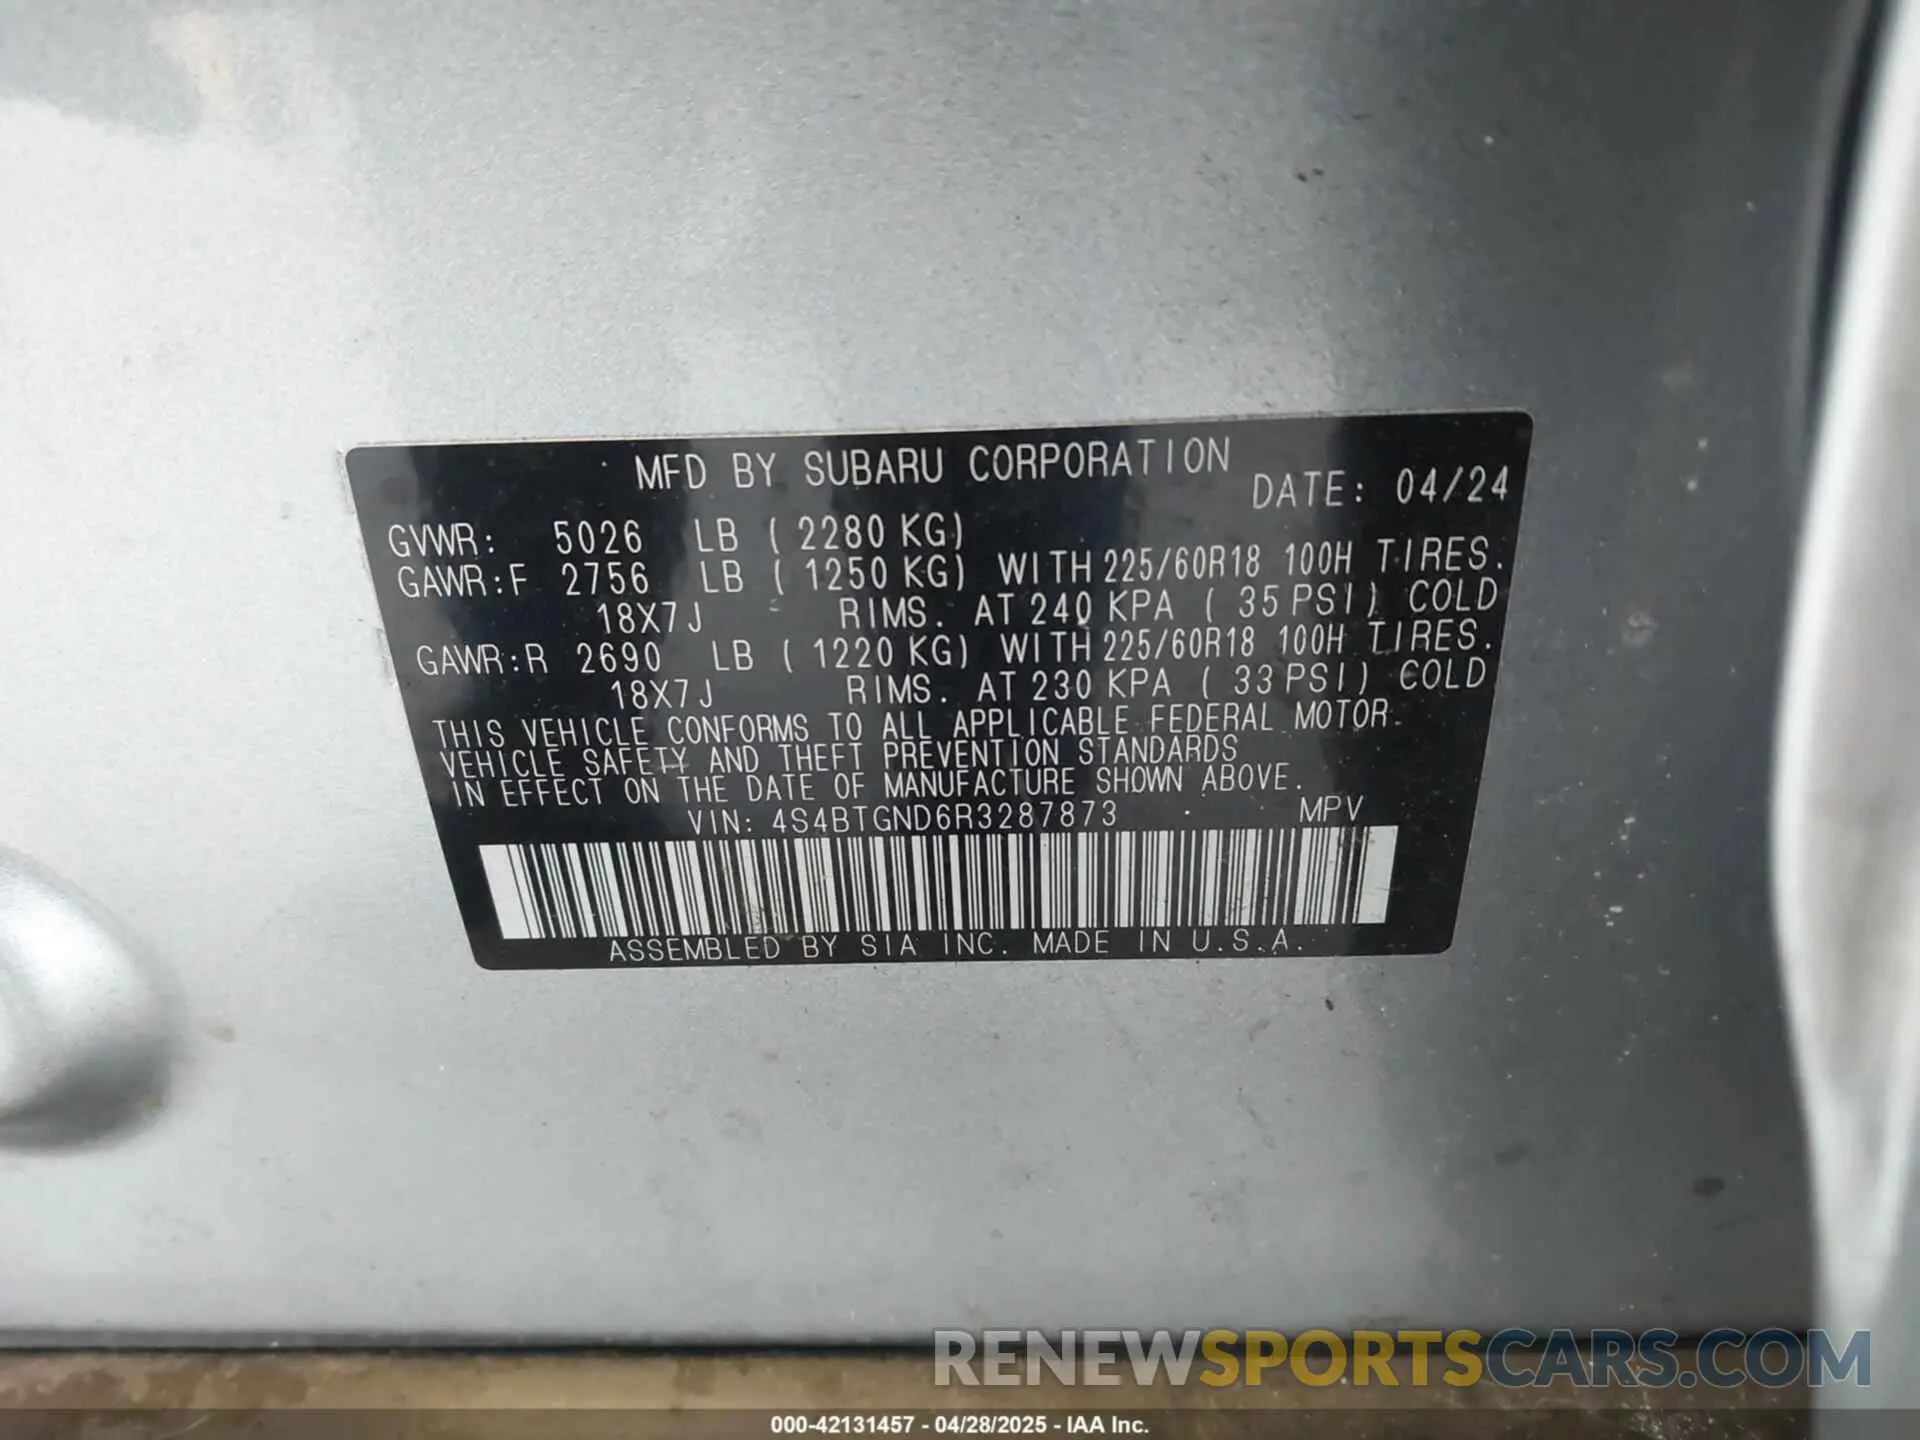 MFD BY SUBARU CORPORATION
DATE: 04/24
GVWR: 5026 LB ( 2280 KG)
GAWR:F 2756 LB ( 1250 KG) WITH 225/60R18 100H TIRES.
18X7J RIMS. AT 240 KPA ( 35 PSI) COLD
GAWR:R 2690 LB ( 1220 KG) WITH 225/60R18 100H TIRES.
18X7J RIMS. AT 230 KPA ( 33 PSI) COLD
THIS VEHICLE CONFORMS TO ALL APPLICABLE FEDERAL MOTOR
VEHICLE SAFETY AND THEFT PREVENTION STANDARDS
IN EFFECT ON THE DATE OF MANUFACTURE SHOWN ABOVE.
VIN: 4S4BTGND6R3287873 MPV
ASSEMBLED BY SIA INC. MADE IN U.S.A.
RENEWSPORTSCARS.COM
000-42131457 - 04/28/2025 - IAA Inc.